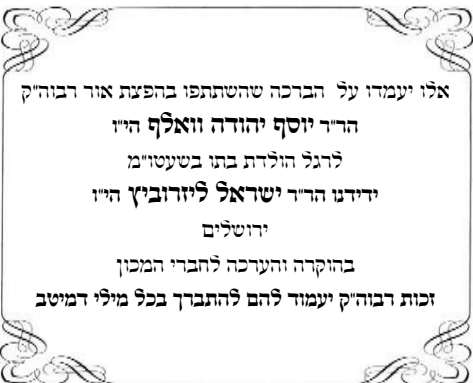 אלו יעמדו על הברכה שהשתתפו בהפצת אור רבוה"ק
הר"ר יוסף יהודה וואלף הי"ו
לרגל הולדת בתו בשעטו"מ
ידידנו הר"ר ישראל ליזרוביץ הי"ו
ירושלים
בהוקרה והערכה לחברי המכון
זכות רבוה"ק יעמוד להם להתברך בכל מילי דמיטב